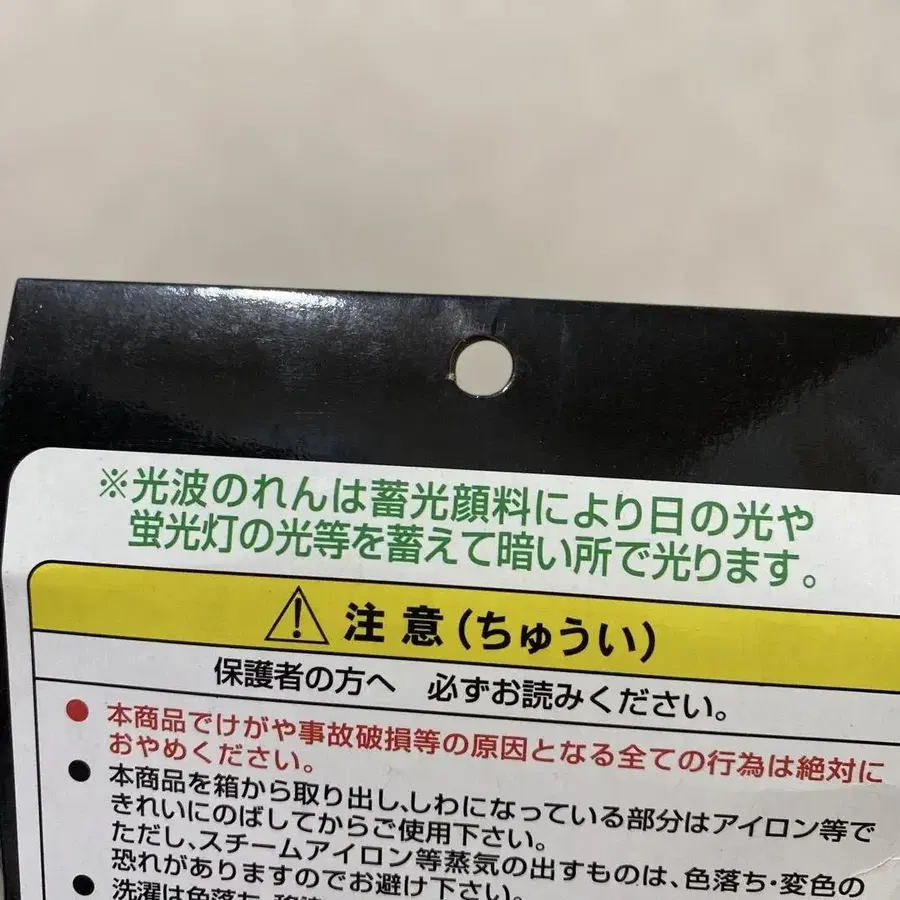 ※光波のれんは蓄光顔料により日の光や
蛍光灯の光等を蓄えて暗い所で光ります。
注意(ちゅうい)
保護者の方へ 必ずお読みください。
●本商品でけがや事故破損等の原因となる全ての行為は絶対に
おやめください。
●本商品を箱から取り出し、しわになっている部分はアイロン等で
きれいにのばしてからご使用下さい。
ただし、スチームアイロン等蒸気の出すものは、色落ち・変色の
恐れがありますのでお避け下さい。
●洗濯は色落ち・移